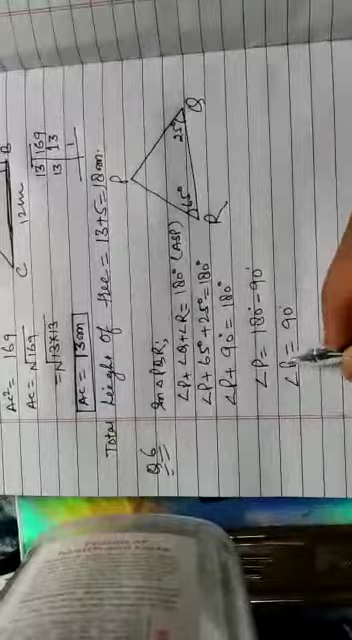 B
12m
C
AC² = 169
AC = √169
= √13×13
AC = 13m
13 | 169
13 | 13
1
Total height of tree = 13+5 = 18m.
Q6
In △PQR,
∠P + ∠Q + ∠R = 180° (ASP)
∠P + 65° + 25° = 180°
∠P + 90° = 180°
∠P = 180° - 90°
∠P = 90°
P
25°
Q
65°
R